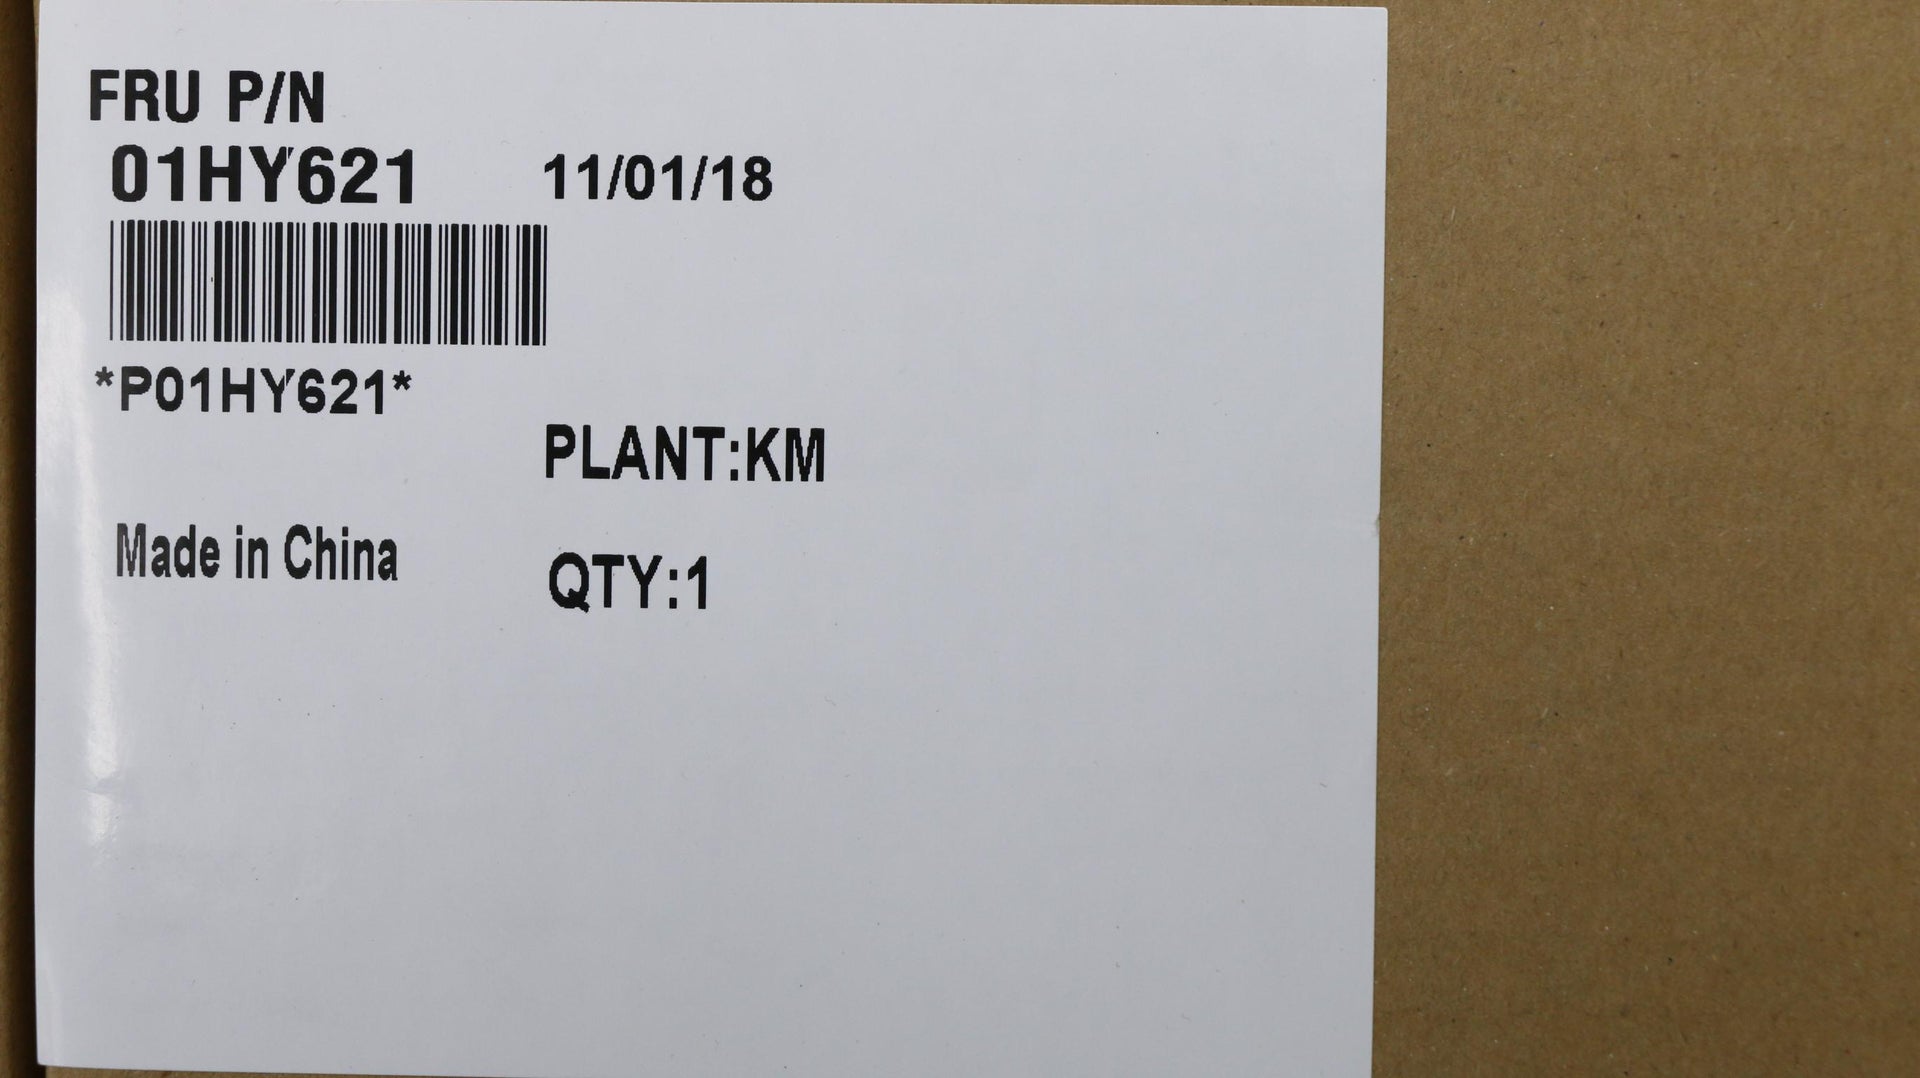 FRU P/N
01HY621 11/01/18
*P01HY621*
PLANT:KM
Made in China
QTY:1